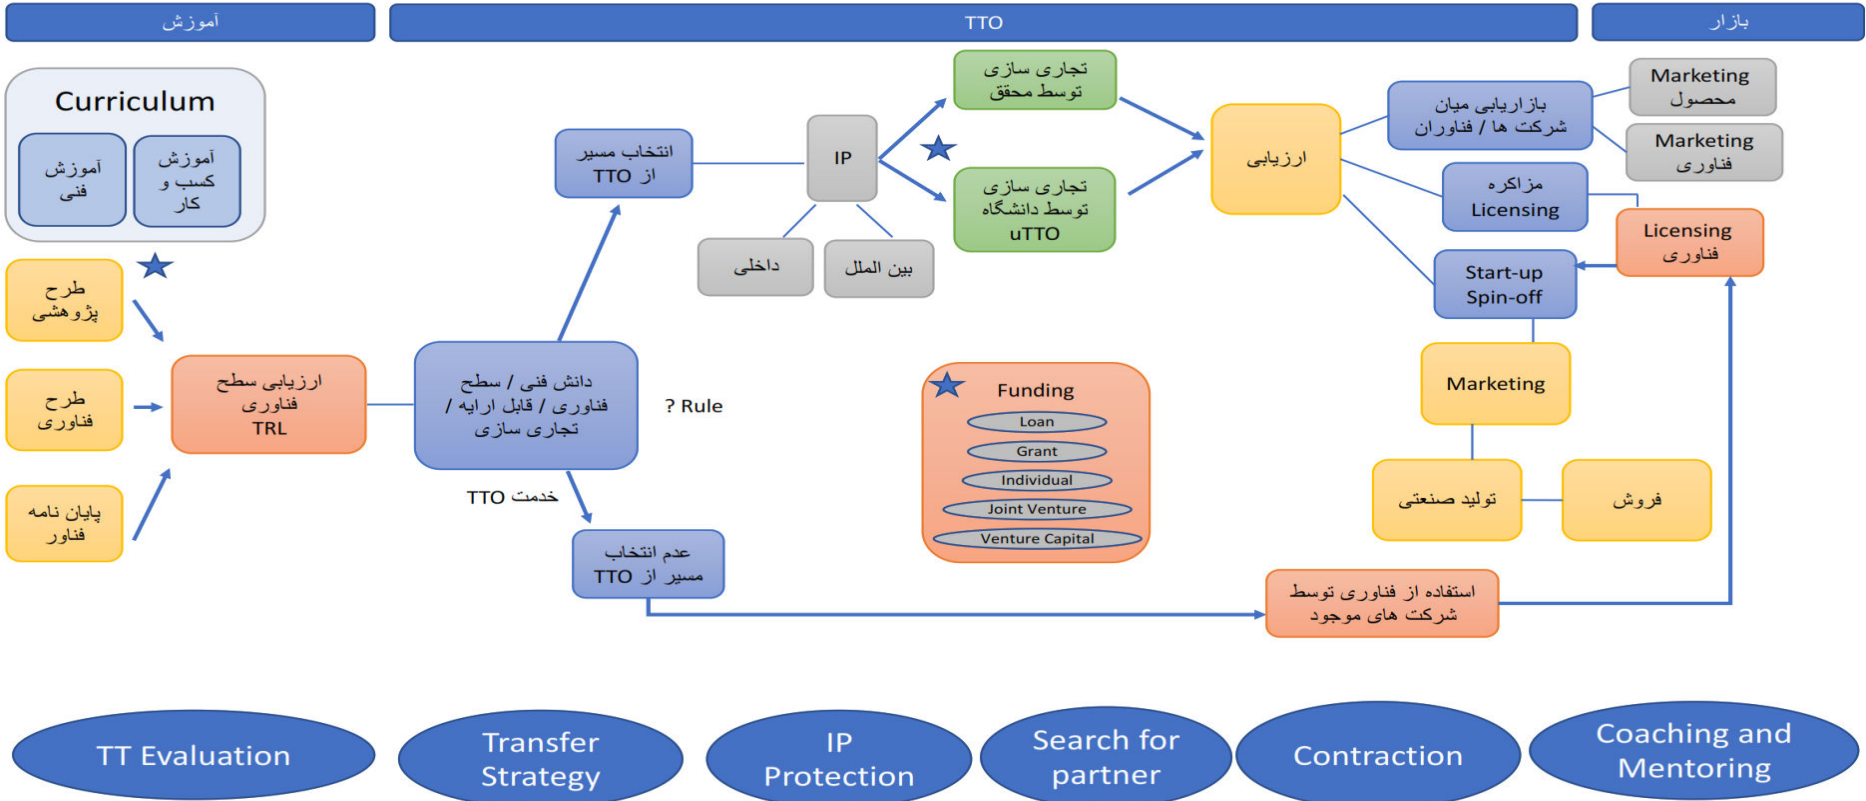 آموزش
TTO
بازار
Curriculum
آموزش
فنی
آموزش
کسب و
کار
طرح
پژوهشی
طرح
فناوری
پایان نامه
فناور
ارزیابی سطح
فناوری
TRL
دانش فنی / سطح
فناوری / قابل ارایه /
تجاری سازی
? Rule
خدمت TTO
انتخاب مسیر
از TTO
عدم انتخاب
مسیر از TTO
IP
داخلی
بین الملل
تجاری سازی
توسط محقق
تجاری سازی
توسط دانشگاه
uTTO
ارزیابی
بازاریابی میان
شرکت ها / فناوران
Marketing
محصول
Marketing
فناوری
مزاکره
Licensing
Licensing
فناوری
Start-up
Spin-off
Marketing
تولید صنعتی
فروش
Funding
Loan
Grant
Individual
Joint Venture
Venture Capital
استفاده از فناوری توسط
شرکت های موجود
TT Evaluation
Transfer
Strategy
IP
Protection
Search for
partner
Contraction
Coaching and
Mentoring